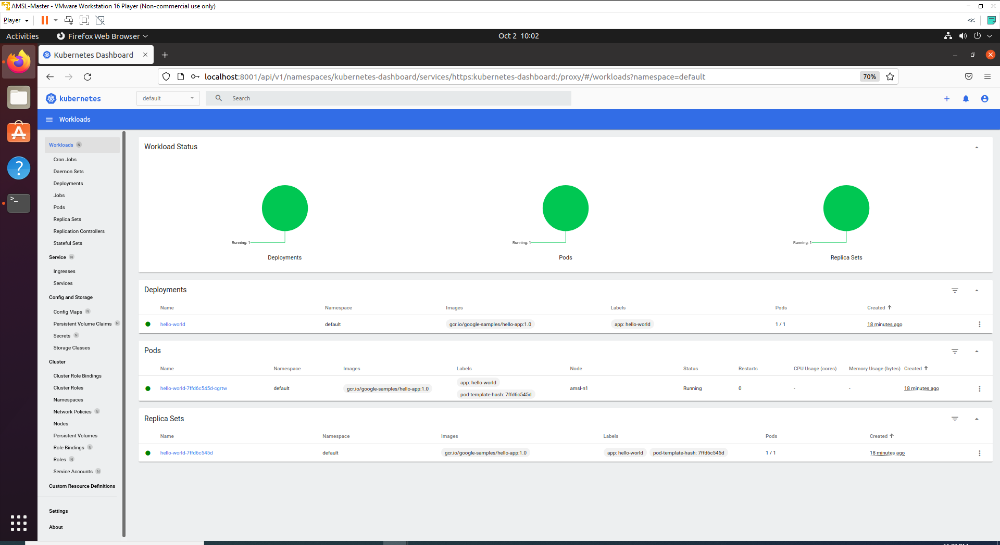 AMSL-Master - VMware Workstation 16 Player (Non-commercial use only)
Player
Activities
Firefox Web Browser
Oct 2 10:02
Kubernetes Dashboard
localhost:8001/api/v1/namespaces/kubernetes-dashboard/services/https:kubernetes-dashboard:/proxy/#/workloads?namespace=default
70%
kubernetes
default
Search
Workloads
Workloads N
Cron Jobs
Daemon Sets
Deployments
Jobs
Pods
Replica Sets
Replication Controllers
Stateful Sets
Service N
Ingresses
Services
Config and Storage
Config Maps N
Persistent Volume Claims N
Secrets N
Storage Classes
Cluster
Cluster Role Bindings
Cluster Roles
Namespaces
Network Policies N
Nodes
Persistent Volumes
Role Bindings N
Roles N
Service Accounts N
Custom Resource Definitions
Settings
About
Workload Status
Running: 1
Deployments
Running: 1
Pods
Running: 1
Replica Sets
Deployments
Name Namespace Images Labels Pods Created
hello-world default gcr.io/google-samples/hello-app:1.0 app: hello-world 1 / 1 18 minutes ago
Pods
Name Namespace Images Labels Node Status Restarts CPU Usage (cores) Memory Usage (bytes) Created
hello-world-7ffd6c545d-cgrtw default gcr.io/google-samples/hello-app:1.0 app: hello-world amsl-n1 Running 0 - - 18 minutes ago
pod-template-hash: 7ffd6c545d
Replica Sets
Name Namespace Images Labels Pods Created
hello-world-7ffd6c545d default gcr.io/google-samples/hello-app:1.0 app: hello-world pod-template-hash: 7ffd6c545d 1 / 1 18 minutes ago